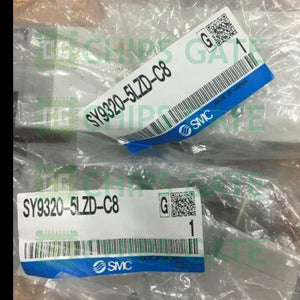 CHIPS GATE
SY9320-5LZD-C8
G
1
SMC
SY9320-5LZD-C8
G
1
SMC